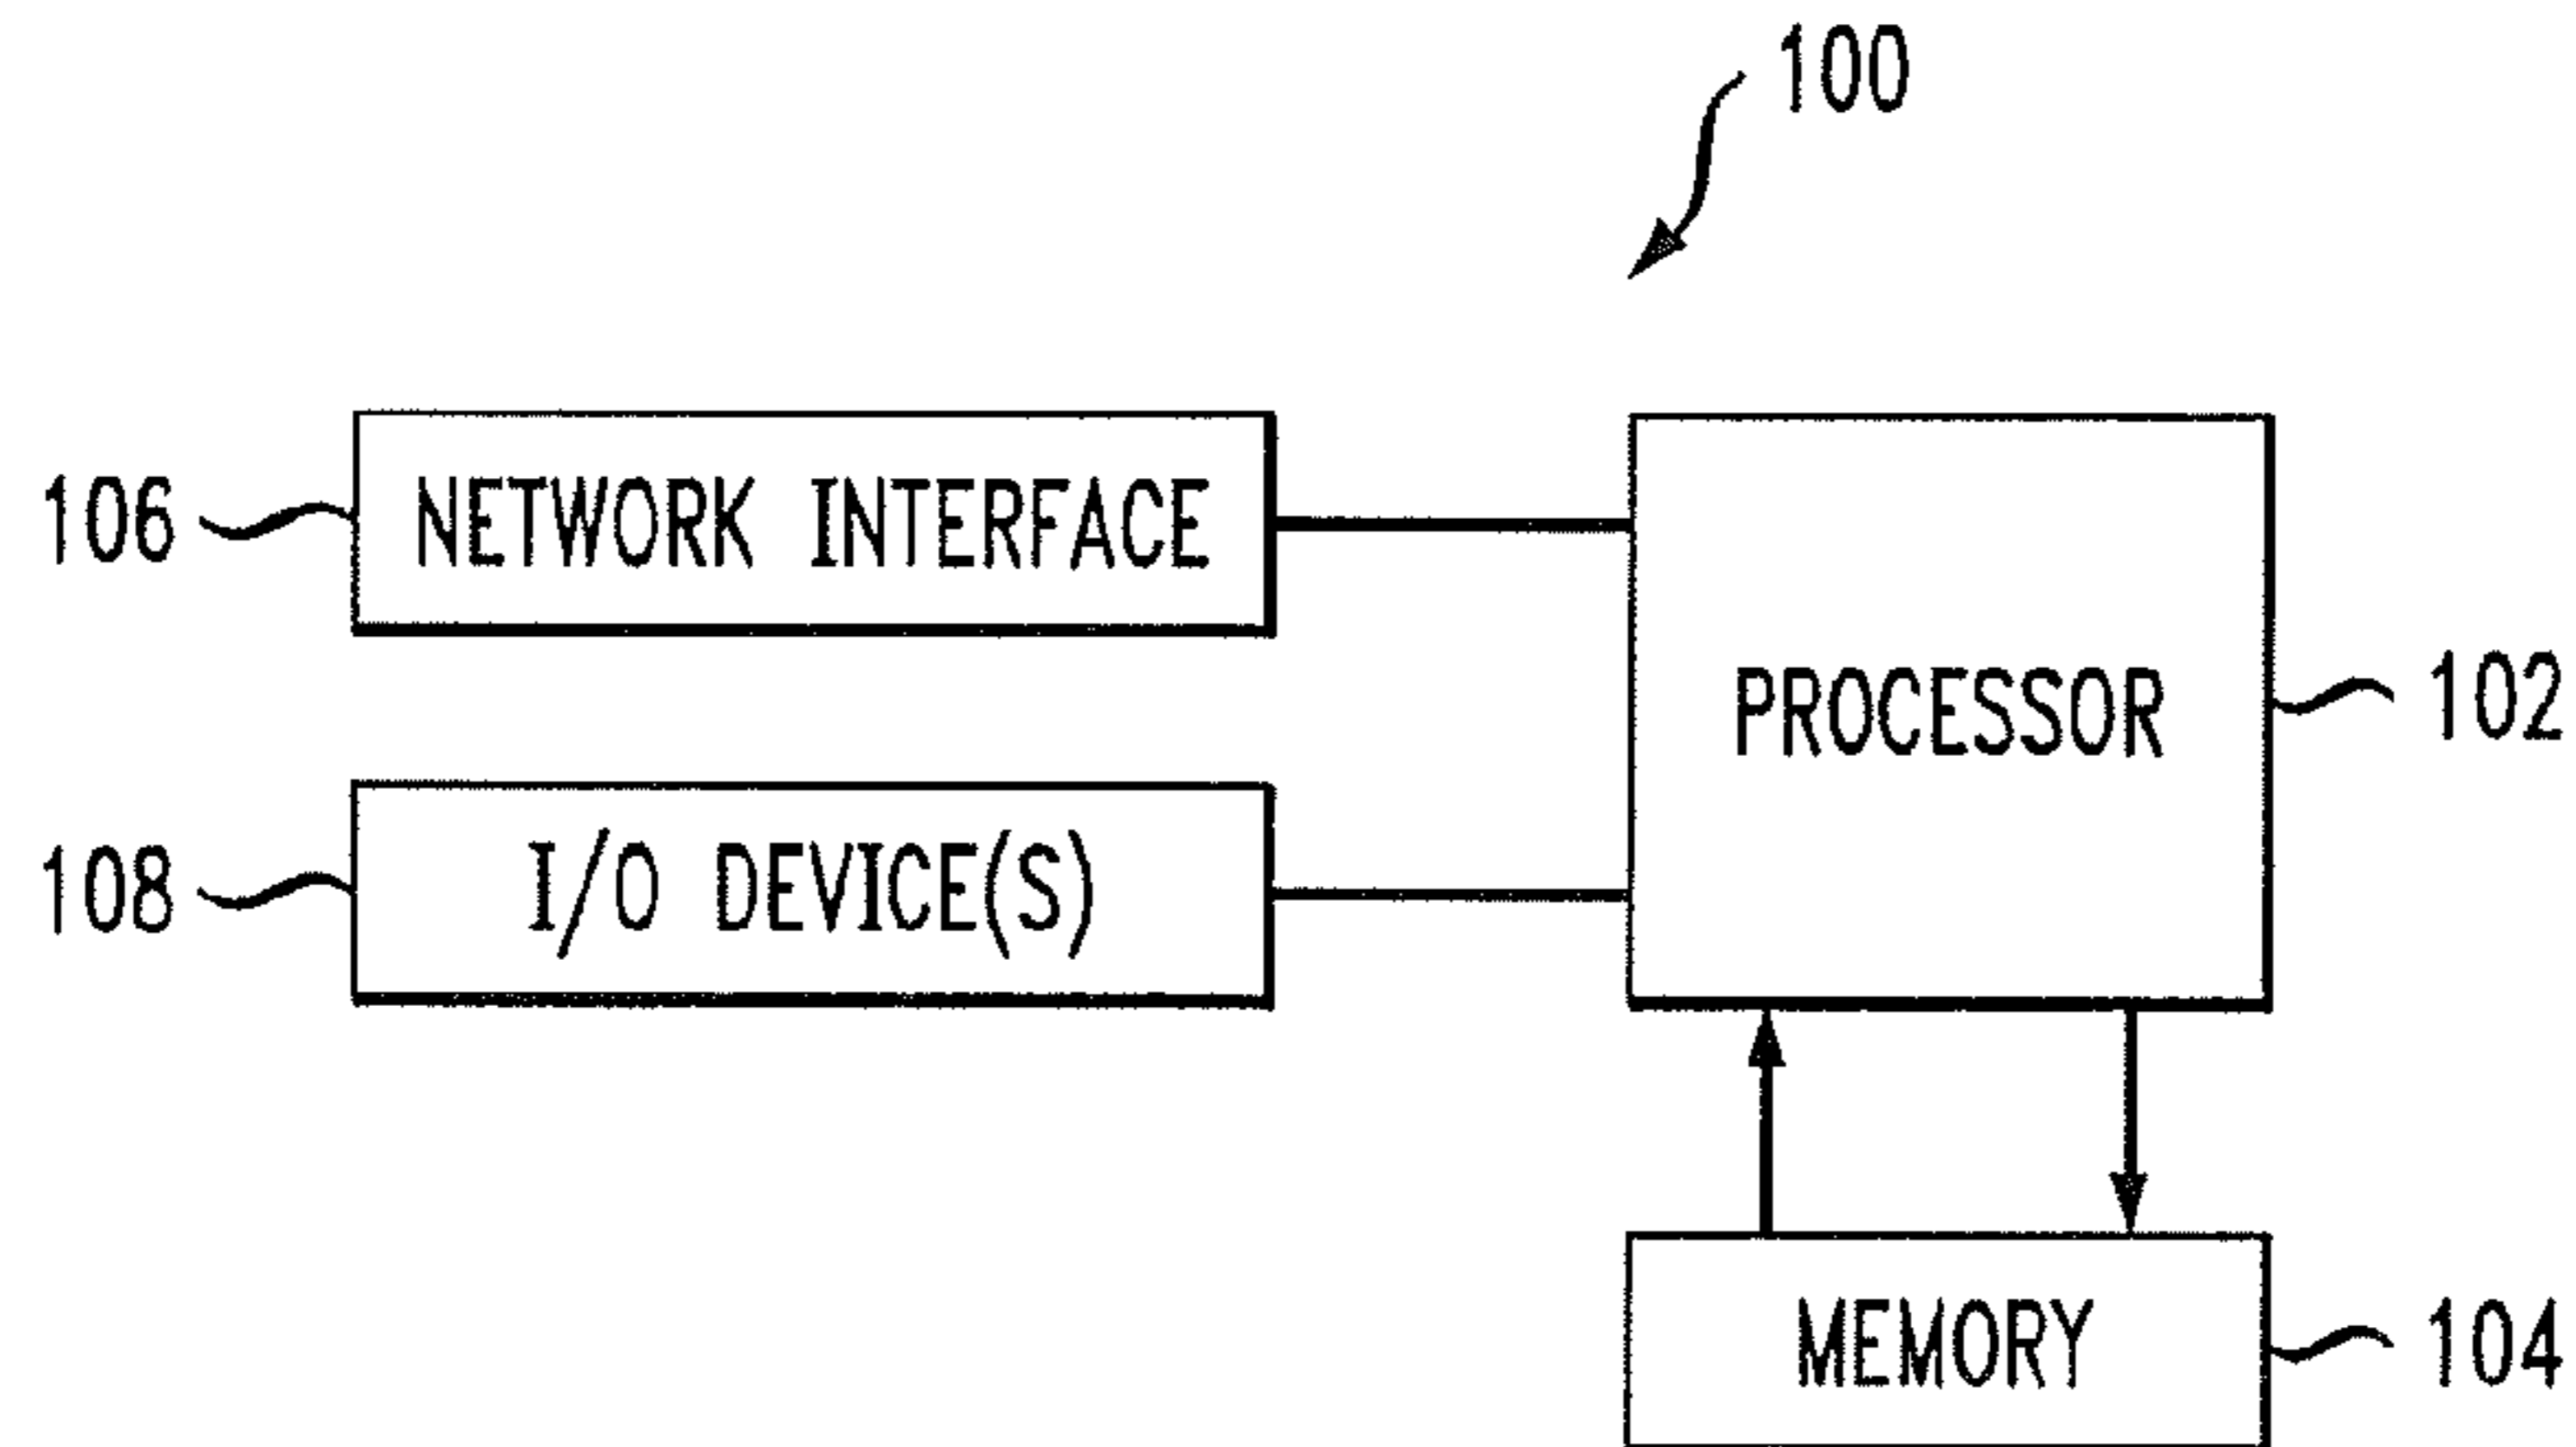 100
106
NETWORK INTERFACE
PROCESSOR
102
108
I/O DEVICE(S)
MEMORY
104